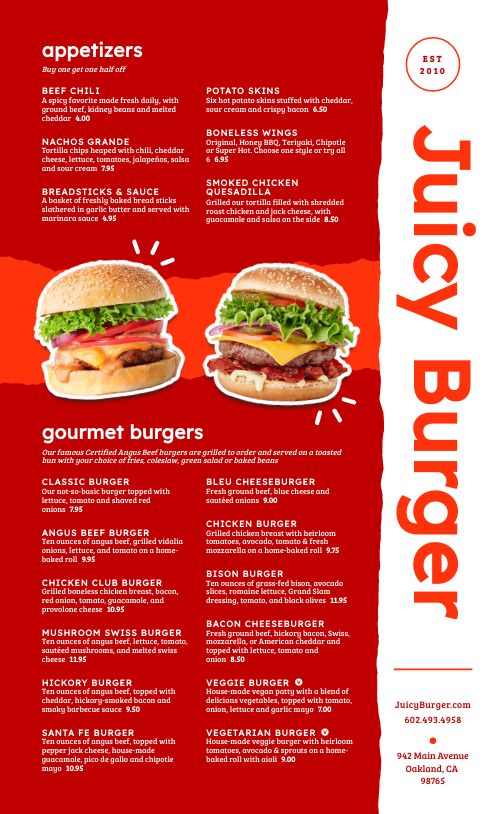 appetizers
Buy one get one half off
BEEF CHILI
A spicy favorite made fresh daily, with
ground beef, kidney beans and melted
cheddar 4.00
NACHOS GRANDE
Tortilla chips heaped with chili, cheddar
cheese, lettuce, tomatoes, jalapeños, salsa
and sour cream 7.95
BREADSTICKS & SAUCE
A basket of freshly baked bread sticks
slathered in garlic butter and served with
marinara sauce 4.95
POTATO SKINS
Six hot potato skins stuffed with cheddar,
sour cream and crispy bacon 6.50
BONELESS WINGS
Original, Honey BBQ, Teriyaki, Chipotle
or Super Hot. Choose one style or try all
6 6.95
SMOKED CHICKEN
QUESADILLA
Grilled our tortilla filled with shredded
roast chicken and jack cheese, with
guacamole and salsa on the side 8.50
gourmet burgers
Our famous Certified Angus Beef burgers are grilled to order and served on a toasted
bun with your choice of fries, coleslaw, green salad or baked beans
CLASSIC BURGER
Our not-so-basic burger topped with
lettuce, tomato and shaved red
onions 7.95
ANGUS BEEF BURGER
Ten ounces of angus beef, grilled vidalia
onions, lettuce, and tomato on a home-
baked roll 9.95
CHICKEN CLUB BURGER
Grilled boneless chicken breast, bacon,
red onion, tomato, guacamole, and
provolone cheese 10.95
MUSHROOM SWISS BURGER
Ten ounces of angus beef, lettuce, tomato,
sautéed mushrooms, and melted swiss
cheese 11.95
HICKORY BURGER
Ten ounces of angus beef, topped with
cheddar, hickory-smoked bacon and
smoky barbecue sauce 9.50
SANTA FE BURGER
Ten ounces of angus beef, topped with
pepper jack cheese, house-made
guacamole, pico de gallo and chipotle
mayo 10.95
BLEU CHEESEBURGER
Fresh ground beef, blue cheese and
sautéed onions 9.00
CHICKEN BURGER
Grilled chicken breast with heirloom
tomatoes, avocado, tomato & fresh
mozzarella on a home-baked roll 9.75
BISON BURGER
Ten ounces of grass-fed bison, avocado
slices, romaine lettuce, Grand Slam
dressing, tomato, and black olives 11.95
BACON CHEESEBURGER
Fresh ground beef, hickory bacon, Swiss,
mozzarella, or American cheddar and
topped with lettuce, tomato and
onion 8.50
VEGGIE BURGER V
House-made vegan patty with a blend of
delicious vegetables, topped with tomato,
onion, lettuce and garlic mayo 7.00
VEGETARIAN BURGER V
House-made veggie burger with heirloom
tomatoes, avocado & sprouts on a home-
baked roll with aioli 9.00
EST
2010
Juicy Burger
JuicyBurger.com
602.493.4958
942 Main Avenue
Oakland, CA
98765